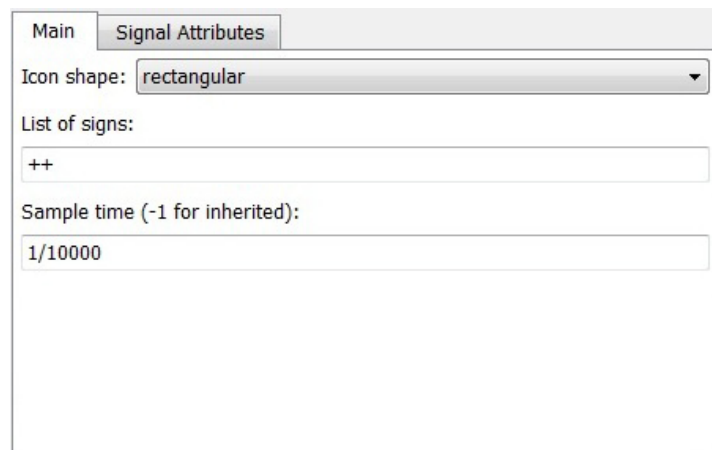 Main Signal Attributes
Icon shape: rectangular
List of signs:
++
Sample time (-1 for inherited):
1/10000